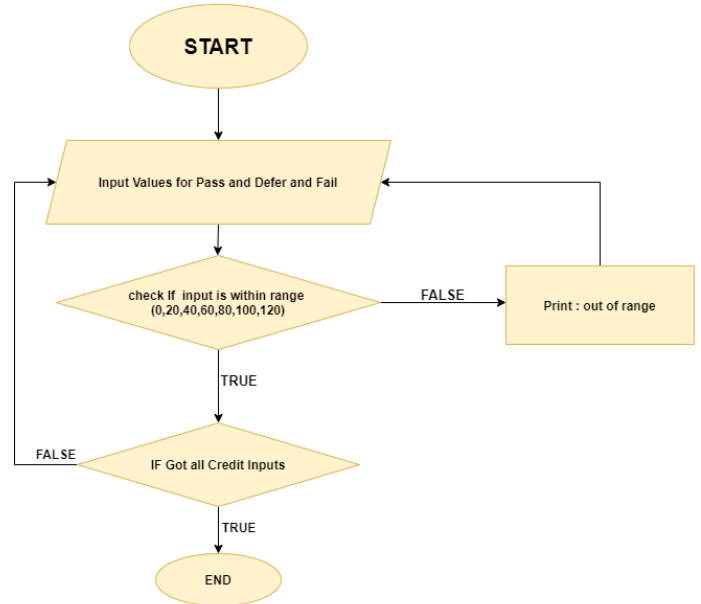 START
Input Values for Pass and Defer and Fail
check If input is within range
(0,20,40,60,80,100,120)
FALSE
Print : out of range
TRUE
FALSE
IF Got all Credit Inputs
TRUE
END